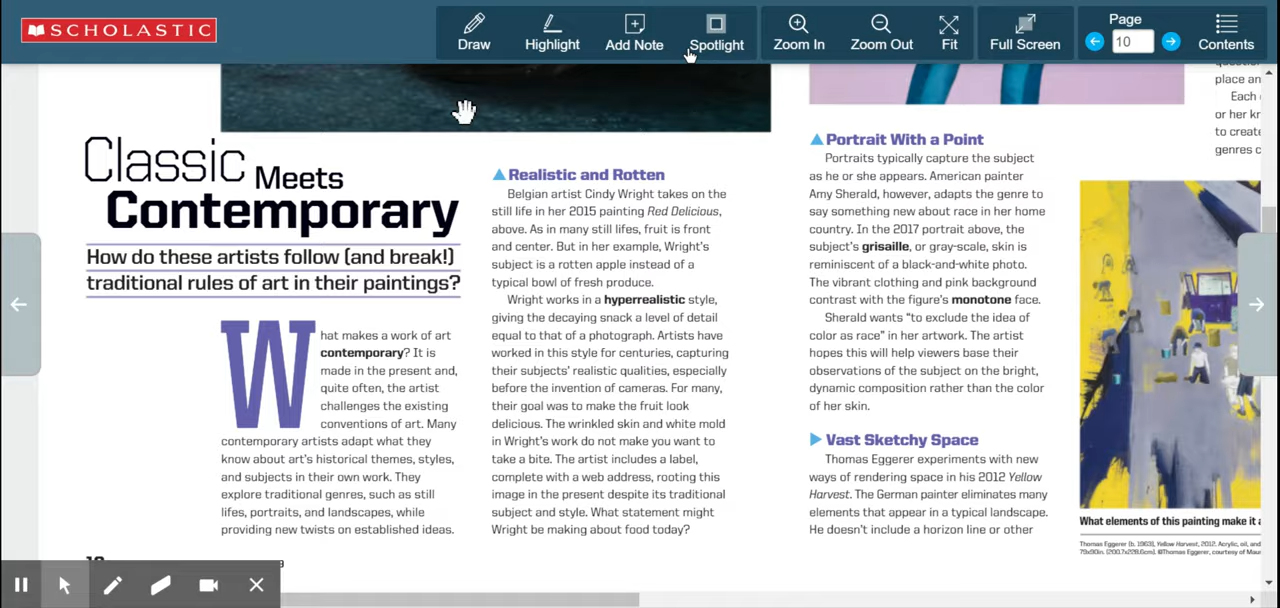 SCHOLASTIC
Draw
Highlight
Add Note
Spotlight
Zoom In
Zoom Out
Fit
Full Screen
Page
10
Contents
Classic Meets
Contemporary
How do these artists follow (and break!)
traditional rules of art in their paintings?
What makes a work of art
contemporary? It is
made in the present and,
quite often, the artist
challenges the existing
conventions of art. Many
contemporary artists adapt what they
know about art's historical themes, styles,
and subjects in their own work. They
explore traditional genres, such as still
lifes, portraits, and landscapes, while
providing new twists on established ideas.
Realistic and Rotten
Belgian artist Cindy Wright takes on the
still life in her 2015 painting Red Delicious,
above. As in many still lifes, fruit is front
and center. But in her example, Wright's
subject is a rotten apple instead of a
typical bowl of fresh produce.
Wright works in a hyperrealistic style,
giving the decaying snack a level of detail
equal to that of a photograph. Artists have
worked in this style for centuries, capturing
their subjects' realistic qualities, especially
before the invention of cameras. For many,
their goal was to make the fruit look
delicious. The wrinkled skin and white mold
in Wright's work do not make you want to
take a bite. The artist includes a label,
complete with a web address, rooting this
image in the present despite its traditional
subject and style. What statement might
Wright be making about food today?
Portrait With a Point
Portraits typically capture the subject
as he or she appears. American painter
Amy Sherald, however, adapts the genre to
say something new about race in her home
country. In the 2017 portrait above, the
subject's grisaille, or gray-scale, skin is
reminiscent of a black-and-white photo.
The vibrant clothing and pink background
contrast with the figure's monotone face.
Sherald wants "to exclude the idea of
color as race" in her artwork. The artist
hopes this will help viewers base their
observations of the subject on the bright,
dynamic composition rather than the color
of her skin.
Vast Sketchy Space
Thomas Eggerer experiments with new
ways of rendering space in his 2012 Yellow
Harvest. The German painter eliminates many
elements that appear in a typical landscape.
He doesn't include a horizon line or other
place an
Each
or her kr
to create
genres c
What elements of this painting make it a
Thomas Eggerer (b. 1963), Yellow Harvest, 2012. Acrylic, oil, and
79x90in. (200.7x228.6cm). ©Thomas Eggerer, courtesy of Mau